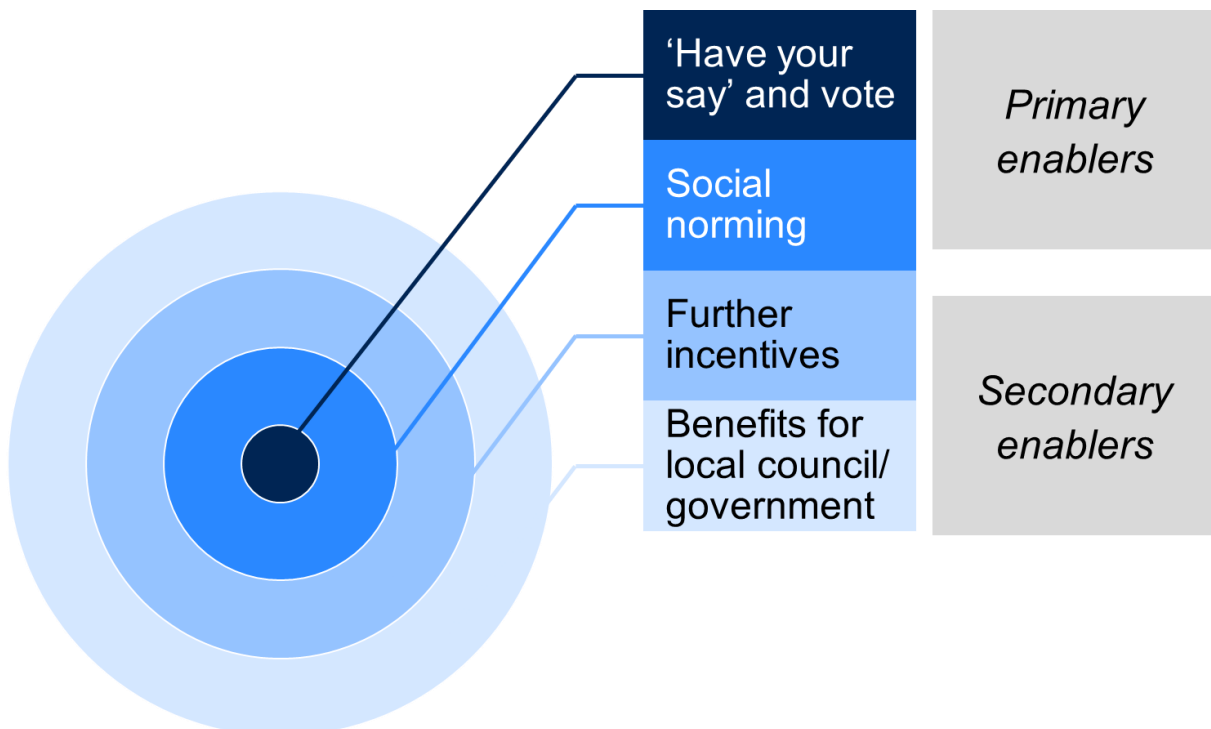 ‘Have your
say’ and vote
Social
norming
Further
incentives
Benefits for
local council/
government
Primary
enablers
Secondary
enablers